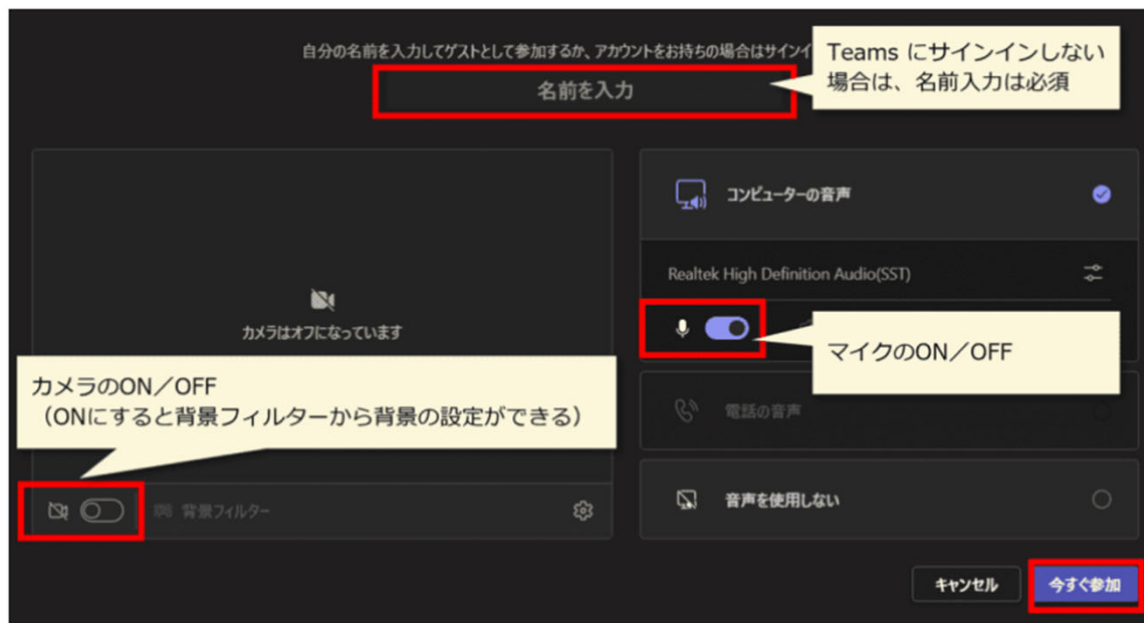 自分の名前を入力してゲストとして参加するか、アカウントをお持ちの場合はサインイ
Teams にサインインしない
場合は、名前入力は必須
名前を入力
コンピューターの音声
Realtek High Definition Audio(SST)
カメラはオフになっています
マイクのON／OFF
カメラのON／OFF
（ONにすると背景フィルターから背景の設定ができる）
電話の音声
背景フィルター
音声を使用しない
キャンセル
今すぐ参加